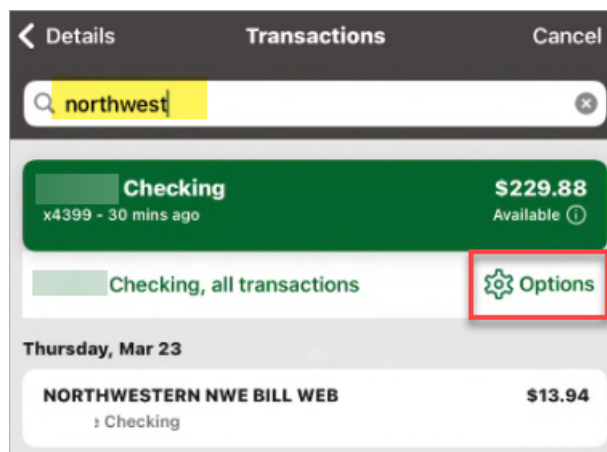 Details Transactions Cancel
northwest
Checking $229.88
x4399 - 30 mins ago Available
Checking, all transactions Options
Thursday, Mar 23
NORTHWESTERN NWE BILL WEB $13.94
Checking